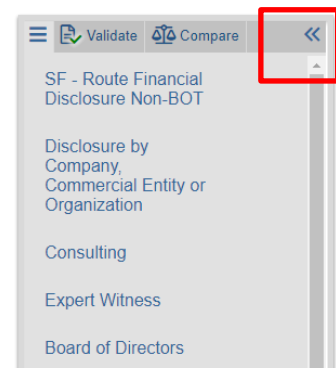 Validate Compare
SF - Route Financial
Disclosure Non-BOT
Disclosure by
Company,
Commercial Entity or
Organization
Consulting
Expert Witness
Board of Directors